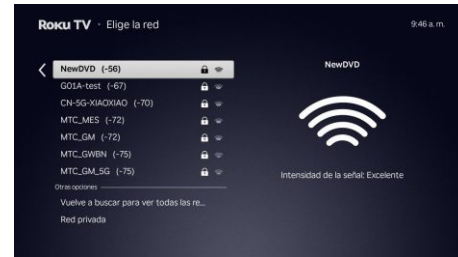 Roku TV · Elige la red
9:46 a. m.
NewDVD (-56)
G01A-test (-67)
CN-5G-XIAOXIAO (-70)
MTC_MES (-72)
MTC_GM (-72)
MTC_GWBN (-75)
MTC_GM_5G (-75)
Otras opciones
Vuelve a buscar para ver todas las re...
Red privada
NewDVD
Intensidad de la señal: Excelente